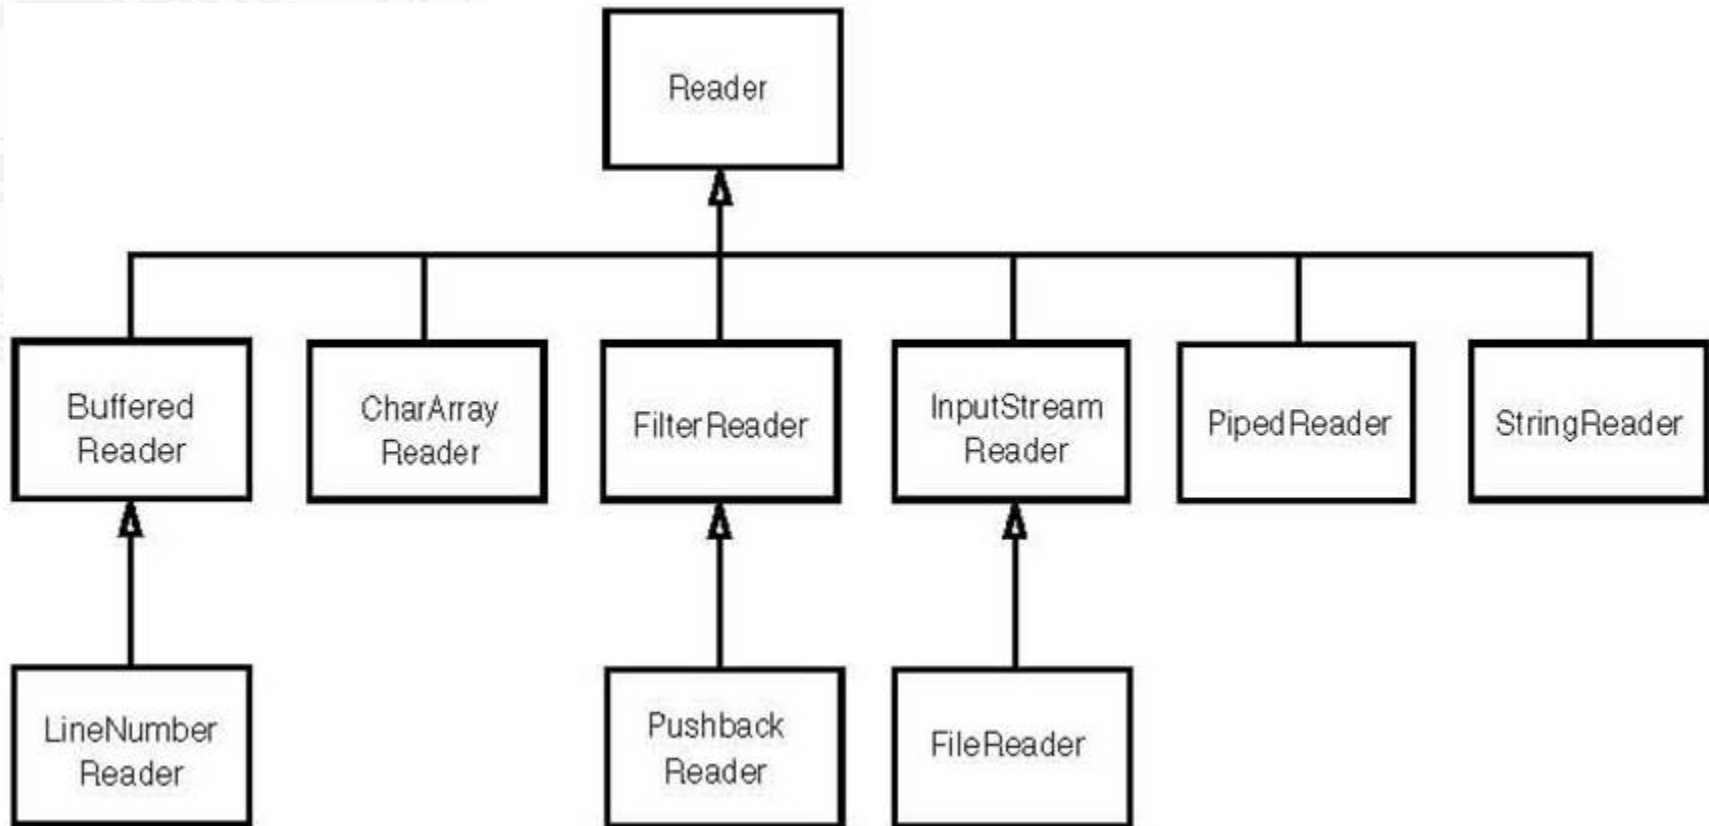 Reader
Buffered
Reader
CharArray
Reader
FilterReader
InputStream
Reader
PipedReader
StringReader
LineNumber
Reader
Pushback
Reader
FileReader